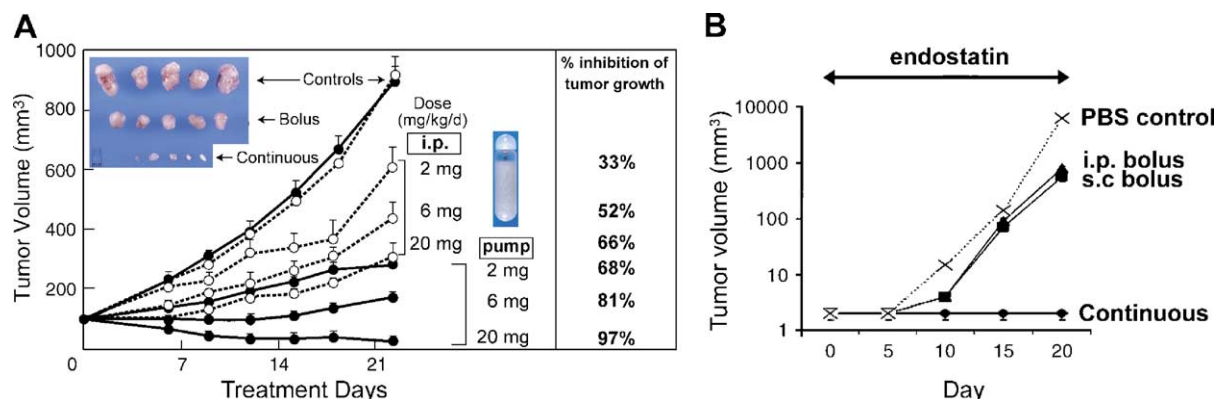 A
1000
800
600
400
200
Tumor Volume (mm³)
7
14
21
Treatment Days
Controls
Bolus
Continuous
Dose
(mg/kg/d)
i.p.
2 mg
6 mg
20 mg
pump
2 mg
6 mg
20 mg
% inhibition of
tumor growth
33%
52%
66%
68%
81%
97%
B
endostatin
10000
1000
100
10
1
Tumor volume (mm³)
0
5
10
15
20
Day
PBS control
i.p. bolus
s.c bolus
Continuous